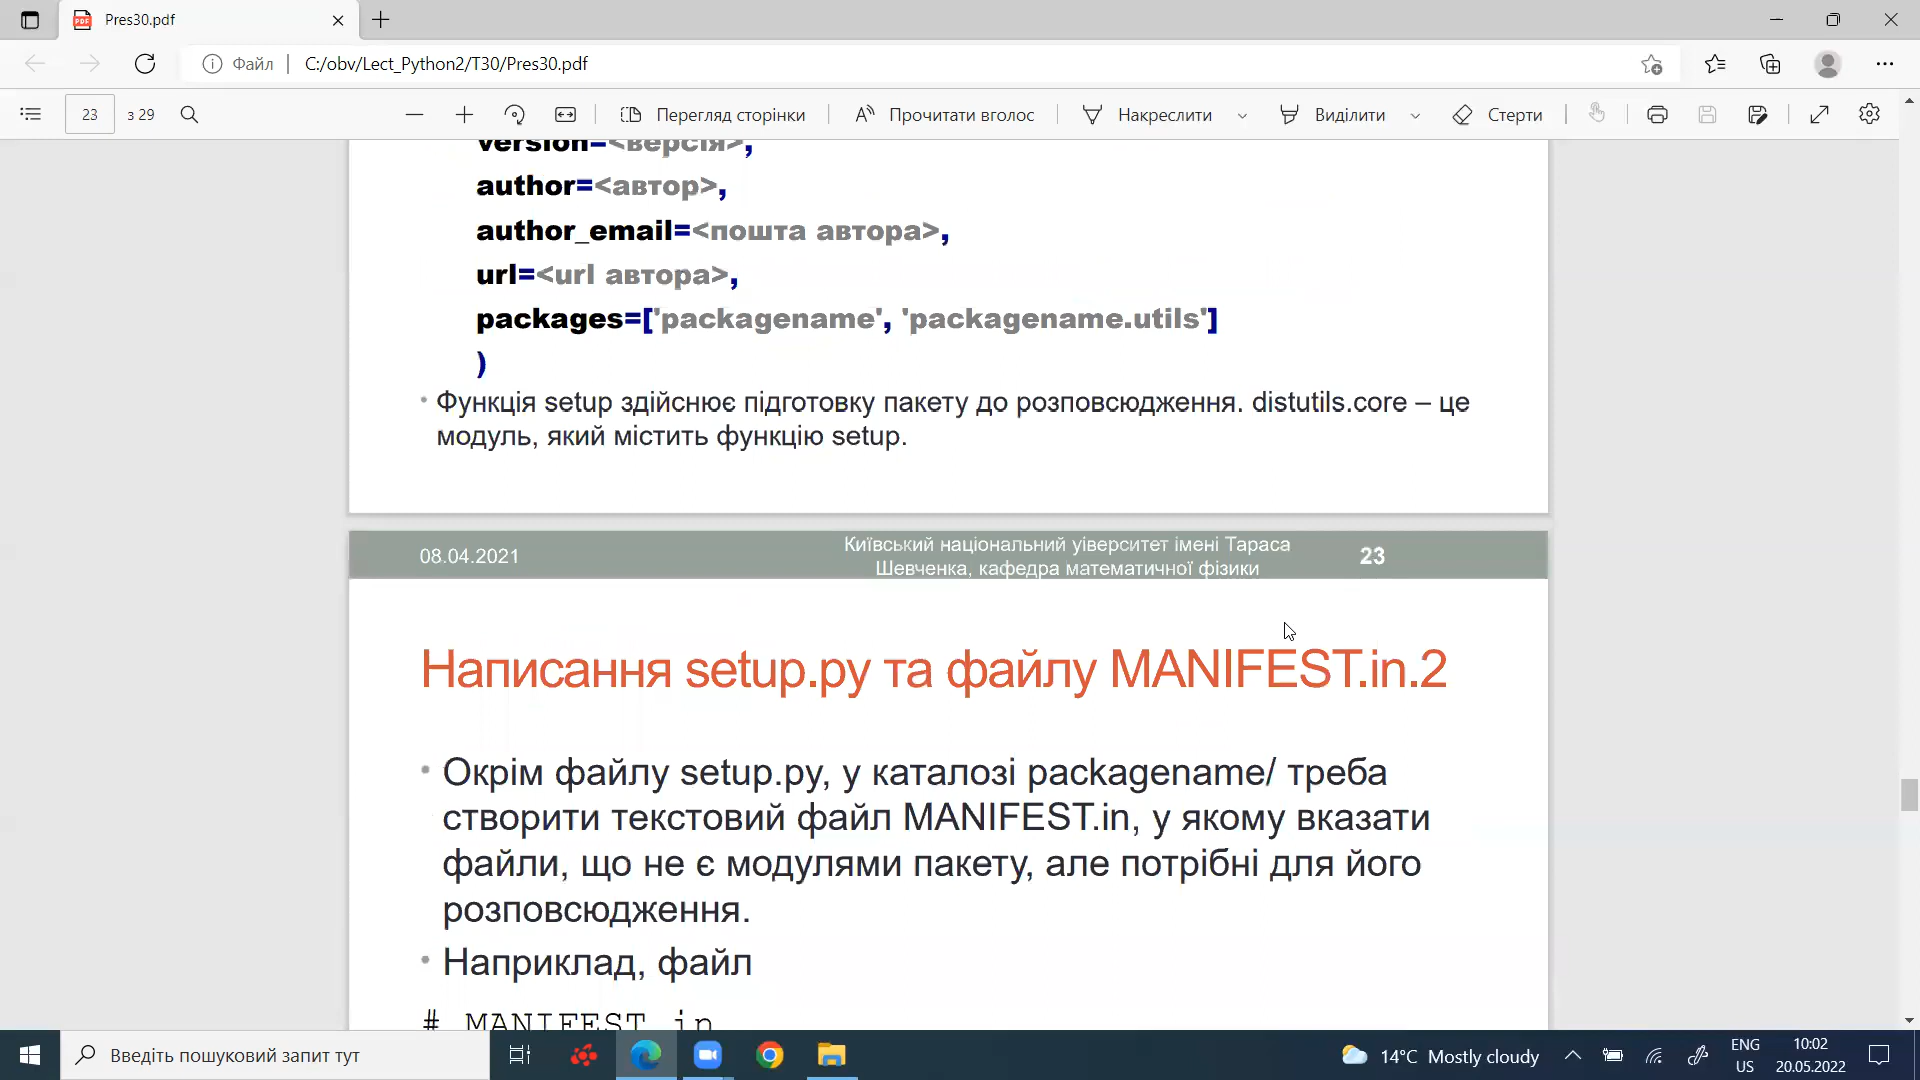 Pres30.pdf
Файл
C:/obv/Lect_Python2/T30/Pres30.pdf
23
з 29
Перегляд сторінки
Прочитати вголос
Накреслити
Виділити
Стерти
version=<версія>,
author=<автор>,
author_email=<пошта автора>,
url=<url автора>,
packages=['packagename', 'packagename.utils']
)
• Функція setup здійснює підготовку пакету до розповсюдження. distutils.core – це
модуль, який містить функцію setup.
08.04.2021
Київський національний уіверситет імені Тараса
Шевченка, кафедра математичної фізики
23
Написання setup.py та файлу MANIFEST.in.2
• Окрім файлу setup.py, у каталозі packagename/ треба
створити текстовий файл MANIFEST.in, у якому вказати
файли, що не є модулями пакету, але потрібні для його
розповсюдження.
• Наприклад, файл
# MANIFEST.in
Введіть пошуковий запит тут
14°C Mostly cloudy
ENG
US
10:02
20.05.2022